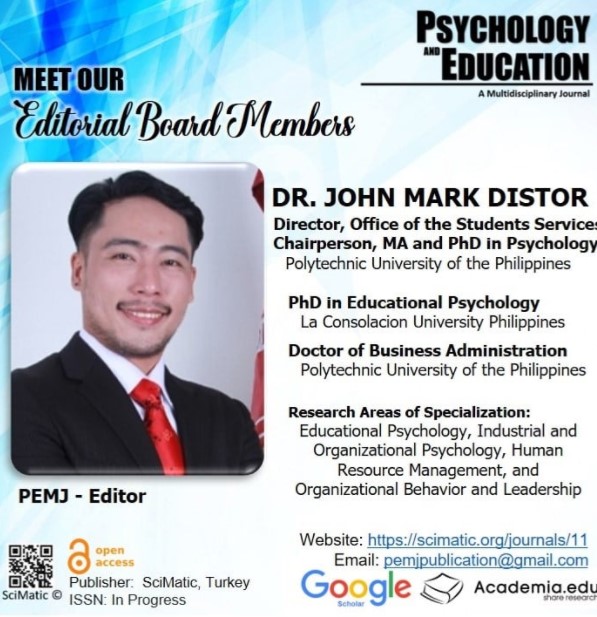 PSYCHOLOGY
AND EDUCATION
A Multidisciplinary Journal
MEET OUR
Editorial Board Members
DR. JOHN MARK DISTOR
Director, Office of the Students Services
Chairperson, MA and PhD in Psychology
Polytechnic University of the Philippines
PhD in Educational Psychology
La Consolacion University Philippines
Doctor of Business Administration
Polytechnic University of the Philippines
Research Areas of Specialization:
Educational Psychology, Industrial and
Organizational Psychology, Human
Resource Management, and
Organizational Behavior and Leadership
PEMJ - Editor
Website: https://scimatic.org/journals/11
Email: pemjpublication@gmail.com
open
access
Publisher: SciMatic, Turkey
SciMatic ©
ISSN: In Progress
Google
Scholar
Academia.edu
share research